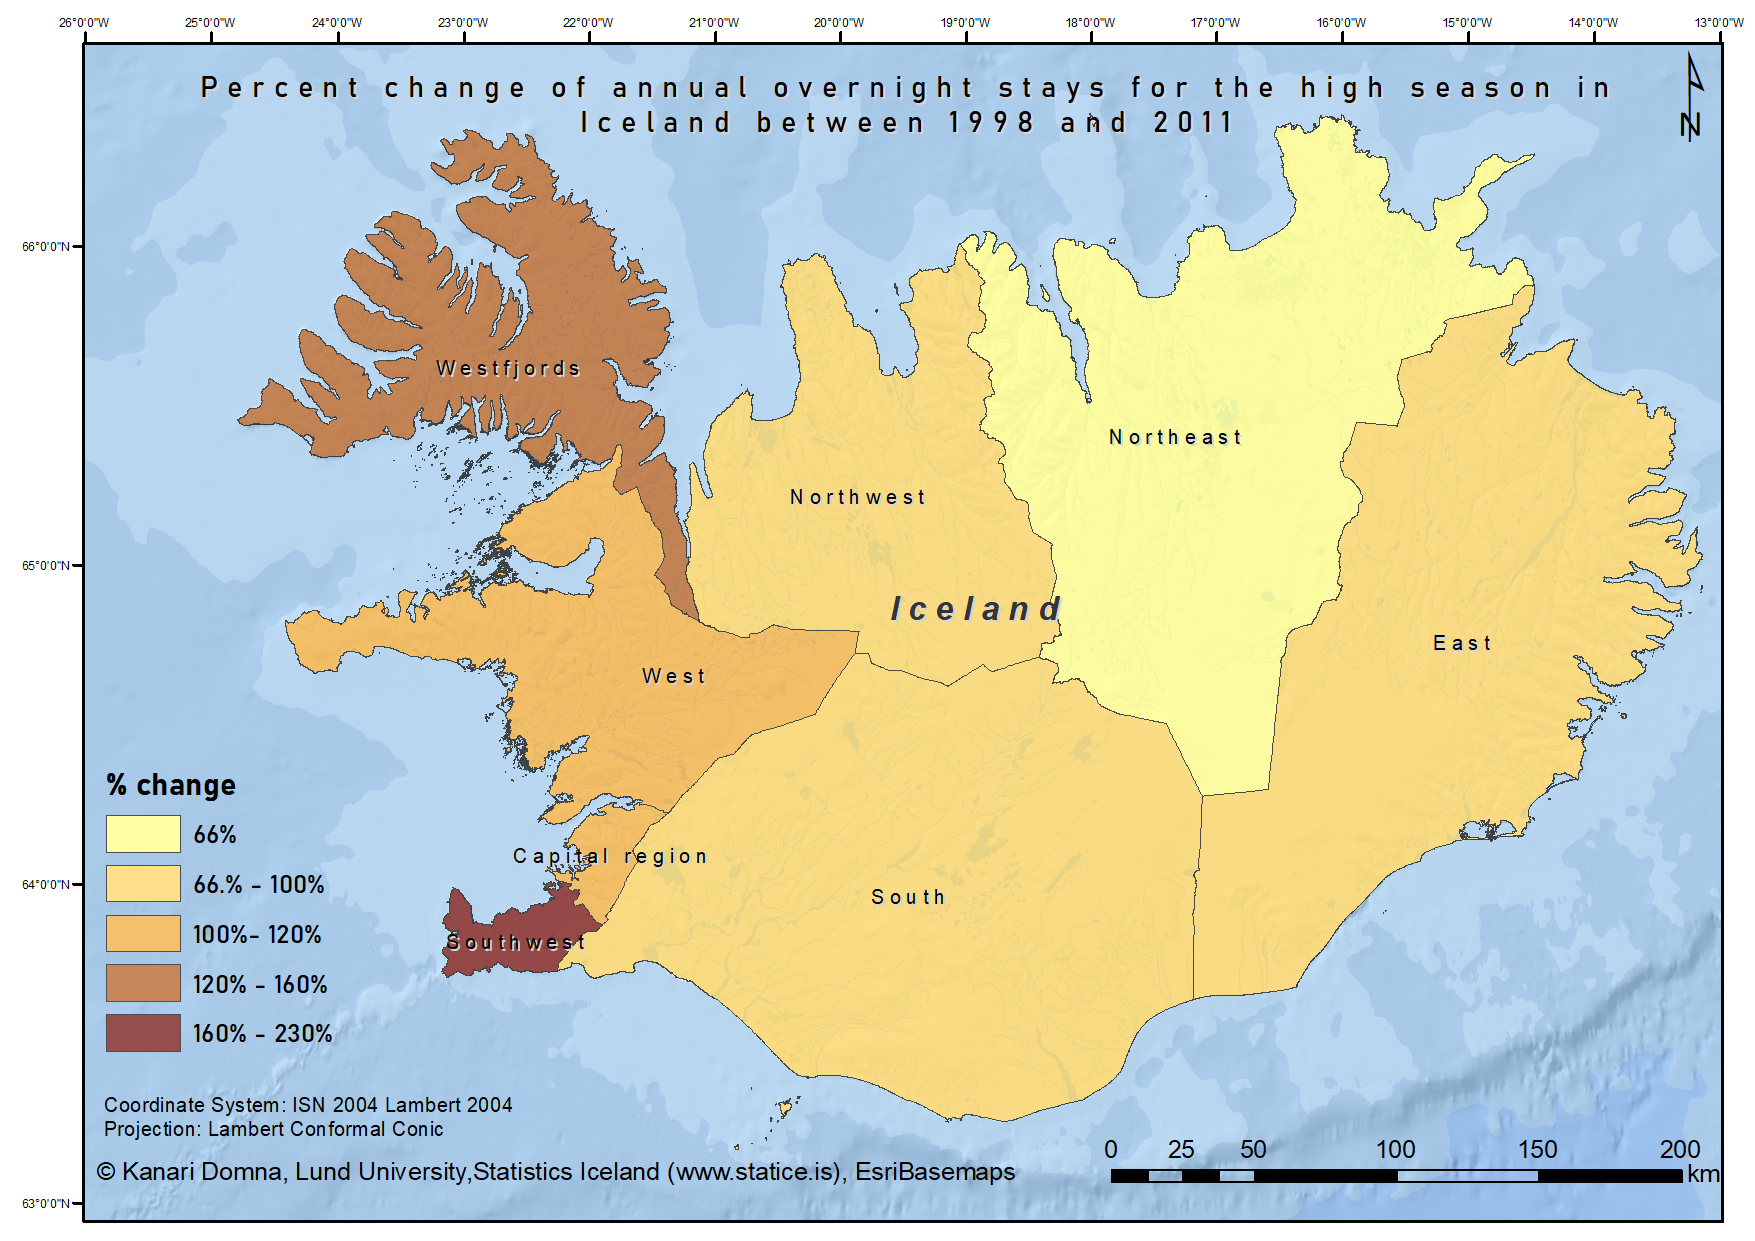 26°0'0"W 25°0'0"W 24°0'0"W 23°0'0"W 22°0'0"W 21°0'0"W 20°0'0"W 19°0'0"W 18°0'0"W 17°0'0"W 16°0'0"W 15°0'0"W 14°0'0"W 13°0'0"W
Percent change of annual overnight stays for the high season in
Iceland between 1998 and 2011
N
66°0'0"N
Westfjords
Northeast
Northwest
65°0'0"N
Iceland
East
West
% change
66%
Capital region
66.% - 100%
64°0'0"N
South
100%- 120%
Southwest
120% - 160%
160% - 230%
Coordinate System: ISN 2004 Lambert 2004
Projection: Lambert Conformal Conic
0 25 50 100 150 200
km
© Kanari Domna, Lund University,Statistics Iceland (www.statice.is), EsriBasemaps
63°0'0"N